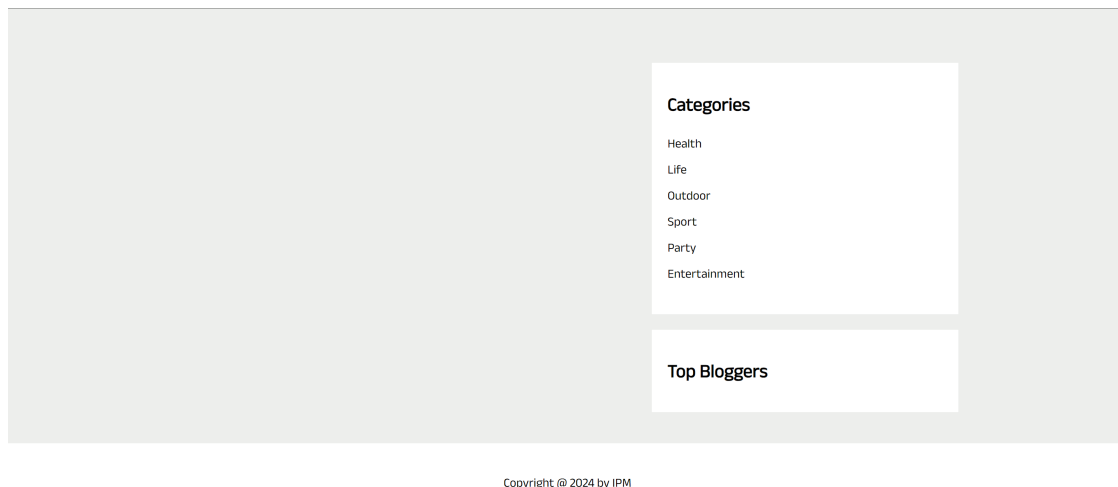 Categories
Health
Life
Outdoor
Sport
Party
Entertainment
Top Bloggers
Copyright @ 2024 by IPM